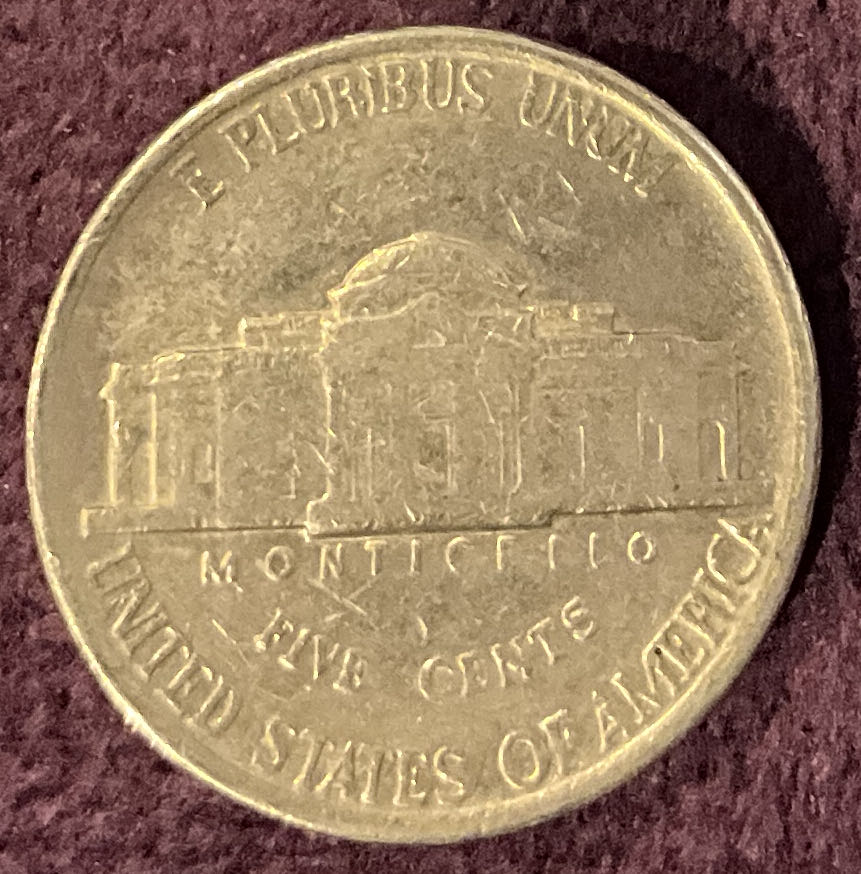 E PLURIBUS UNUM
MONTICELLO
FIVE CENTS
UNITED STATES OF AMERICA